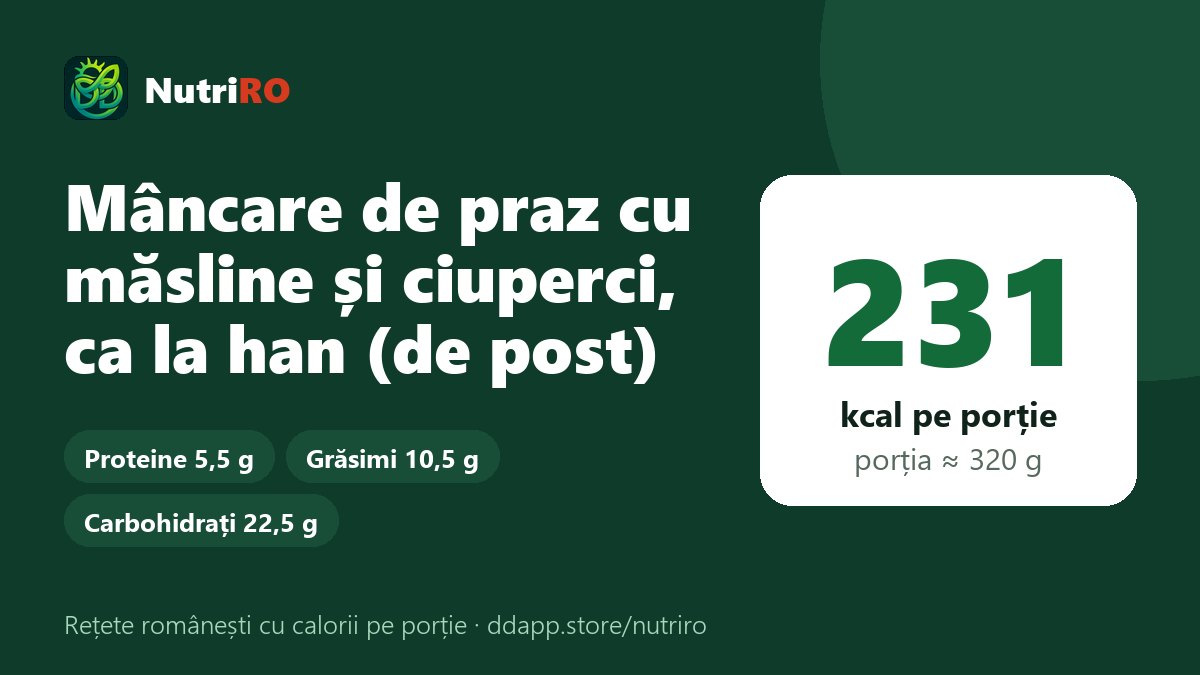 NutriRO
Mâncare de praz cu
măsline și ciuperci,
ca la han (de post)
Proteine 5,5 g
Grăsimi 10,5 g
Carbohidrați 22,5 g
231
kcal pe porție
porția ≈ 320 g
Rețete românești cu calorii pe porție · ddapp.store/nutriro